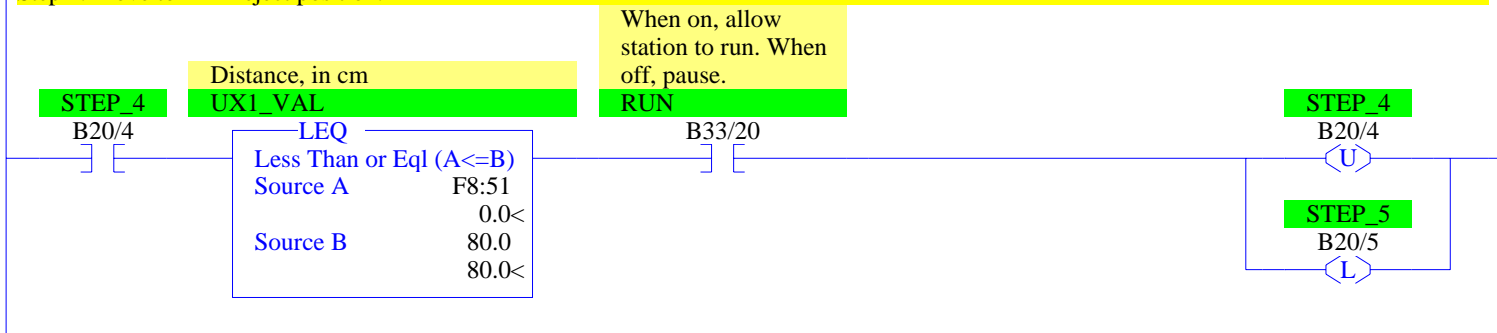 When on, allow
station to run. When
off, pause.
Distance, in cm
STEP_4
UX1_VAL
RUN
STEP_4
B20/4
LEQ
B33/20
B20/4
U
Less Than or Eql (A<=B)
Source A F8:51
0.0<
Source B 80.0
80.0<
STEP_5
B20/5
L